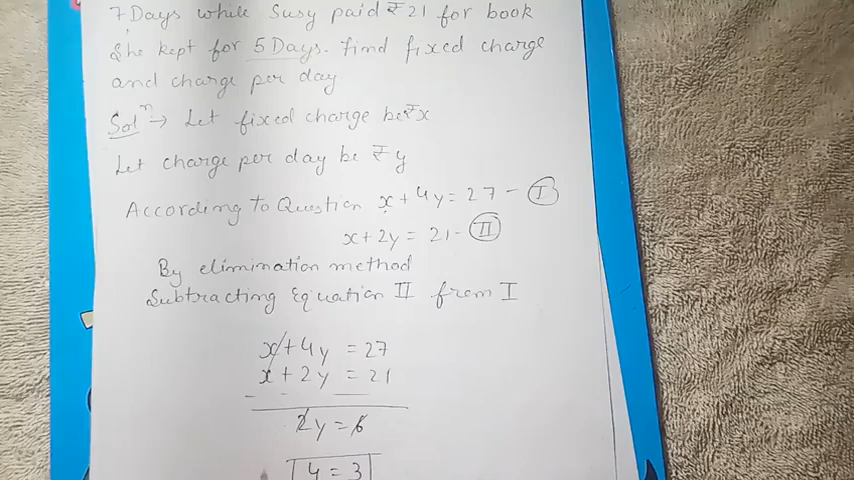 7 Days while Susy paid ₹ 21 for book
She kept for 5 Days. find fixed charge
and charge per day
Solⁿ → Let fixed charge be ₹x
Let charge per day be ₹ y
According to Question x + 4y = 27 - I
x + 2y = 21 - II
By elimination method
Subtracting Equation II from I
x + 4y = 27
x + 2y = 21
- - -
2y = 6
y = 3